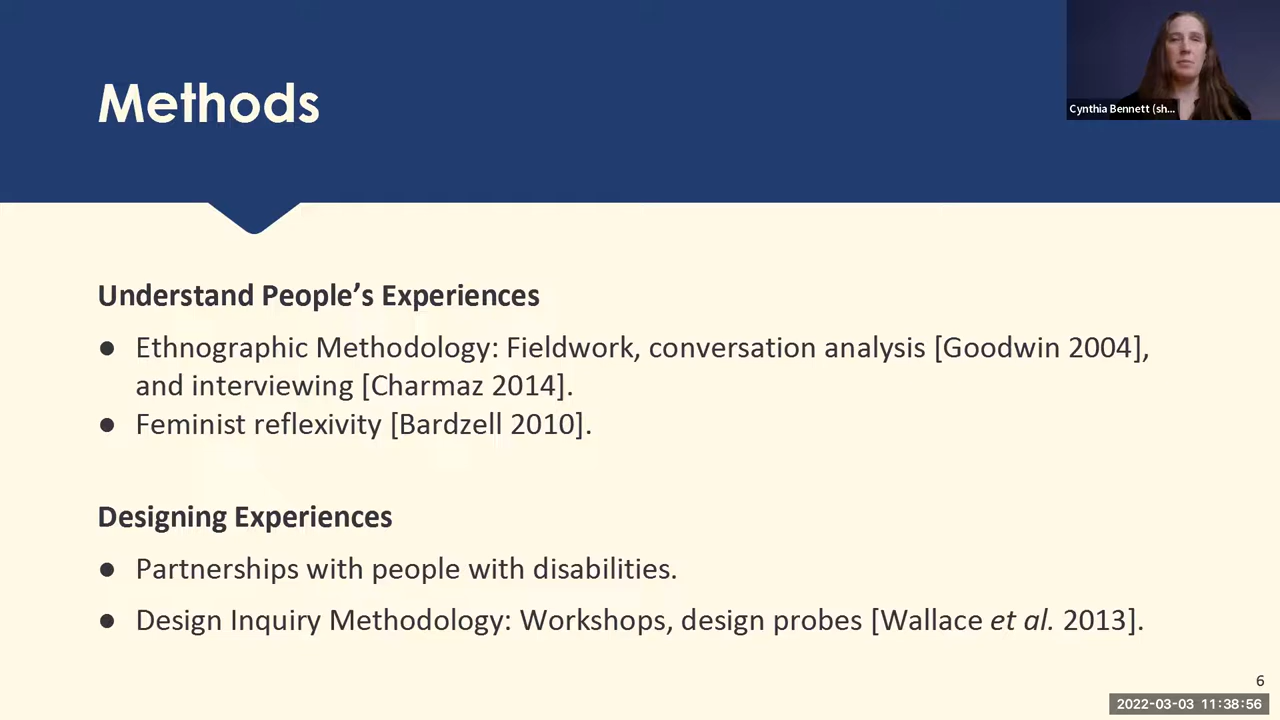 Methods
Cynthia Bennett (sh...
Understand People’s Experiences
● Ethnographic Methodology: Fieldwork, conversation analysis [Goodwin 2004],
and interviewing [Charmaz 2014].
● Feminist reflexivity [Bardzell 2010].
Designing Experiences
● Partnerships with people with disabilities.
● Design Inquiry Methodology: Workshops, design probes [Wallace et al. 2013].
6
2022-03-03 11:38:56